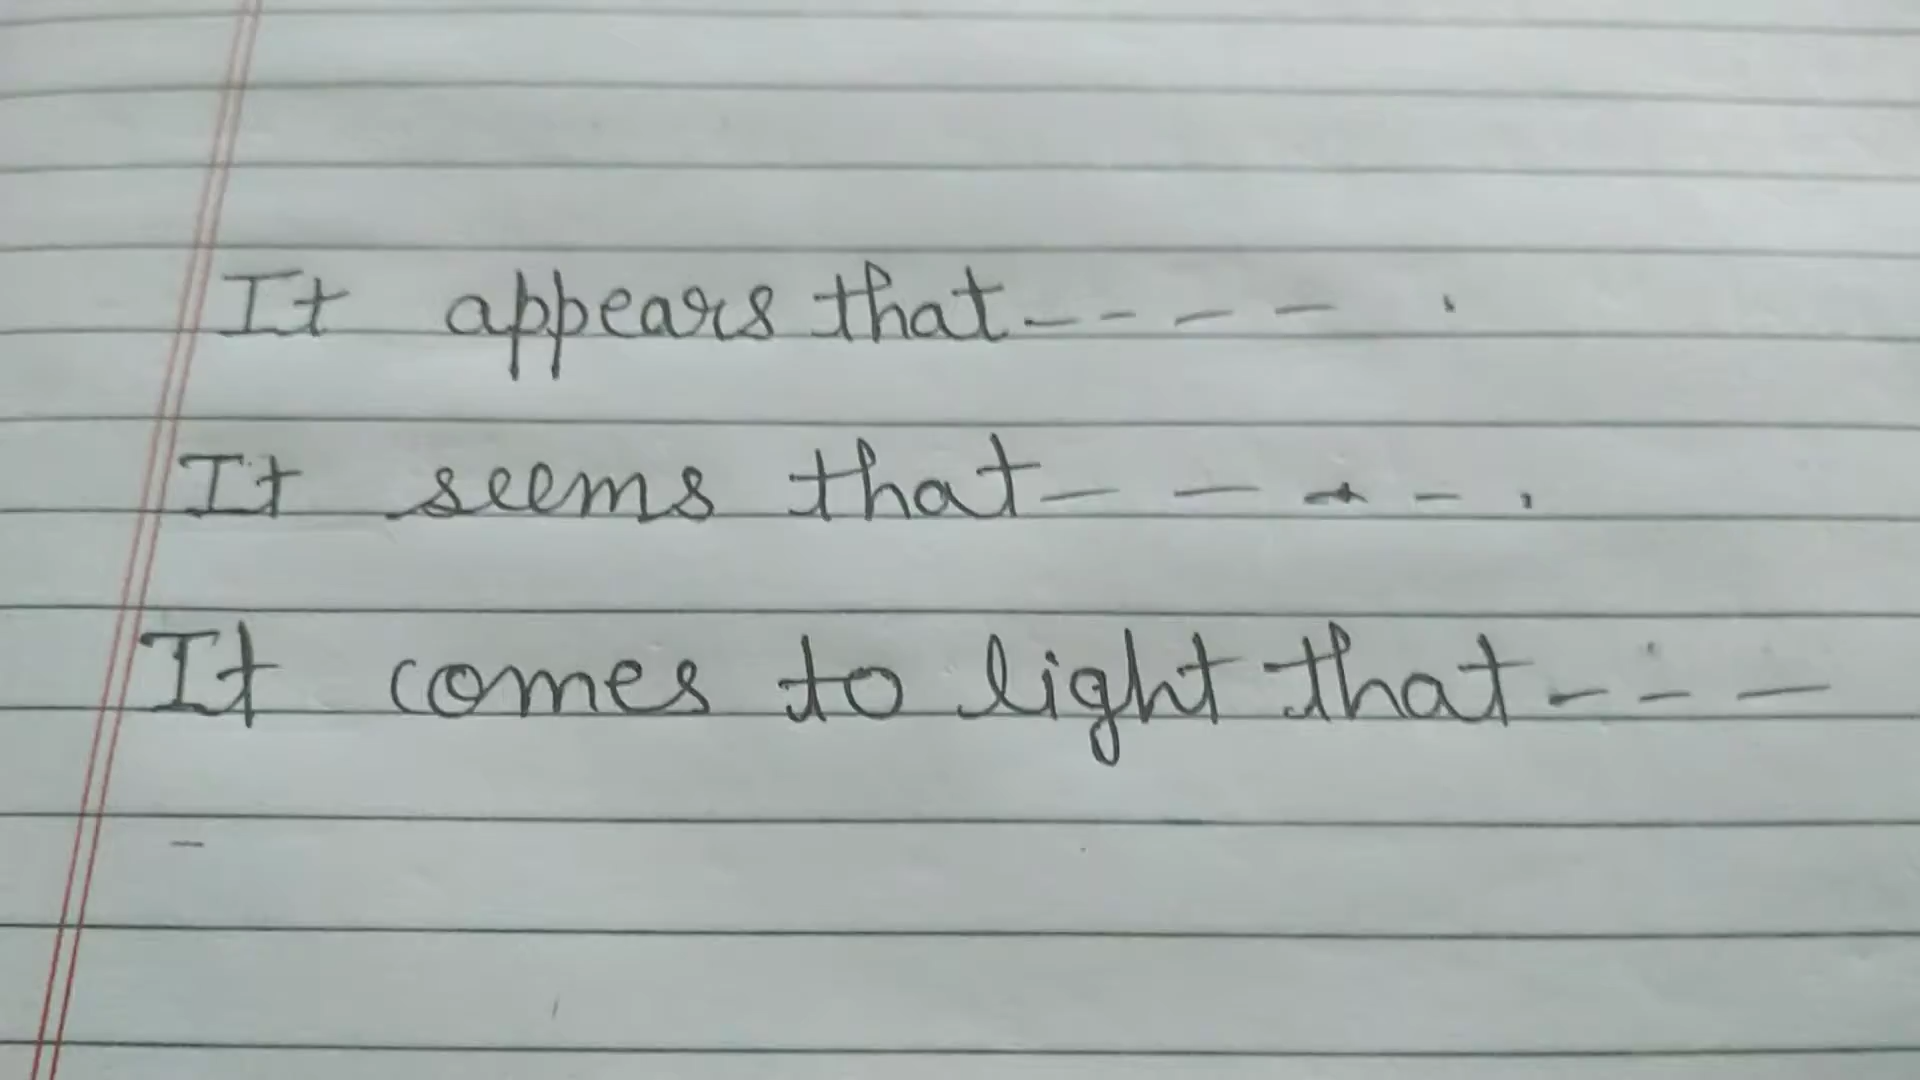 It appears that---- .
It seems that---- .
It comes to light that---
-